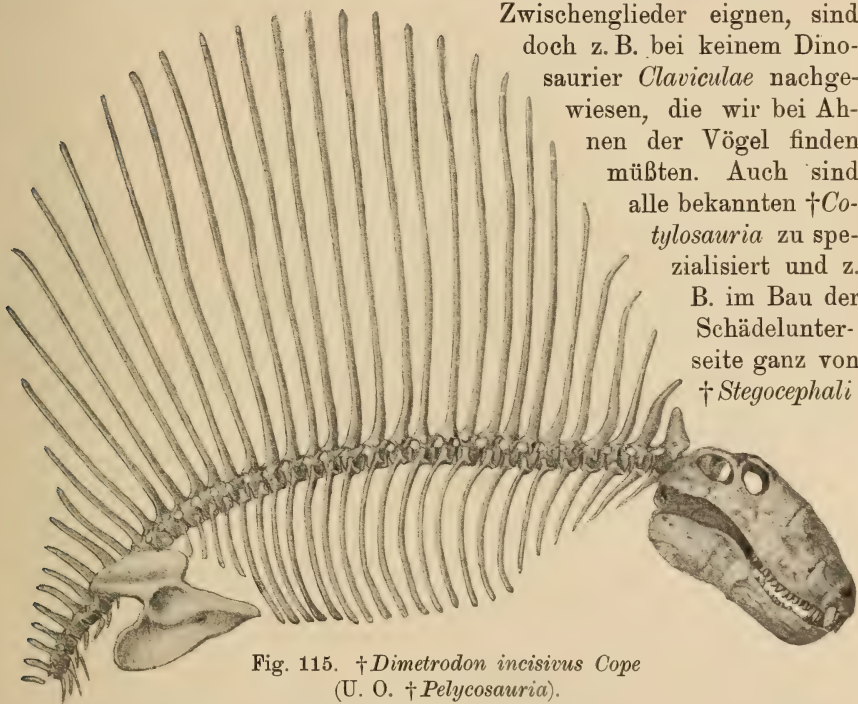 Zwischenglieder eignen, sind
doch z. B. bei keinem Dino-
saurier Claviculae nachge-
wiesen, die wir bei Ah-
nen der Vögel finden
müßten. Auch sind
alle bekannten †Co-
tylosauria zu spe-
zialisiert und z.
B. im Bau der
Schädelunter-
seite ganz von
†Stegocephali
Fig. 115. †Dimetrodon incisivus Cope
(U. O. †Pelycosauria).